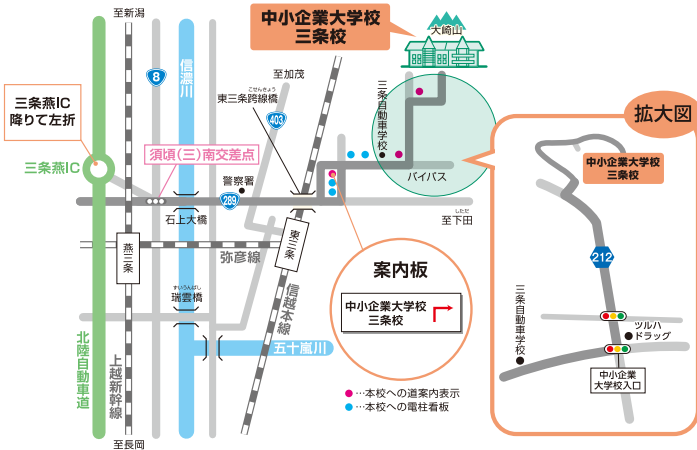 至新潟
中小企業大学校
三条校
大崎山
8
信濃川
至加茂
こせんきょう
東三条跨線橋
403
三条自動車学校
三条燕IC
降りて左折
三条燕IC
須頃(三)南交差点
警察署
289
石上大橋
バイパス
しただ
至下田
燕三条
弥彦線
東三条
ずいうんばし
瑞雲橋
信越本線
五十嵐川
北陸自動車道
上越新幹線
至長岡
案内板
中小企業大学校
三条校
●…本校への道案内表示
●…本校への電柱看板
拡大図
中小企業大学校
三条校
212
三条自動車学校
ツルハ
ドラッグ
中小企業
大学校入口